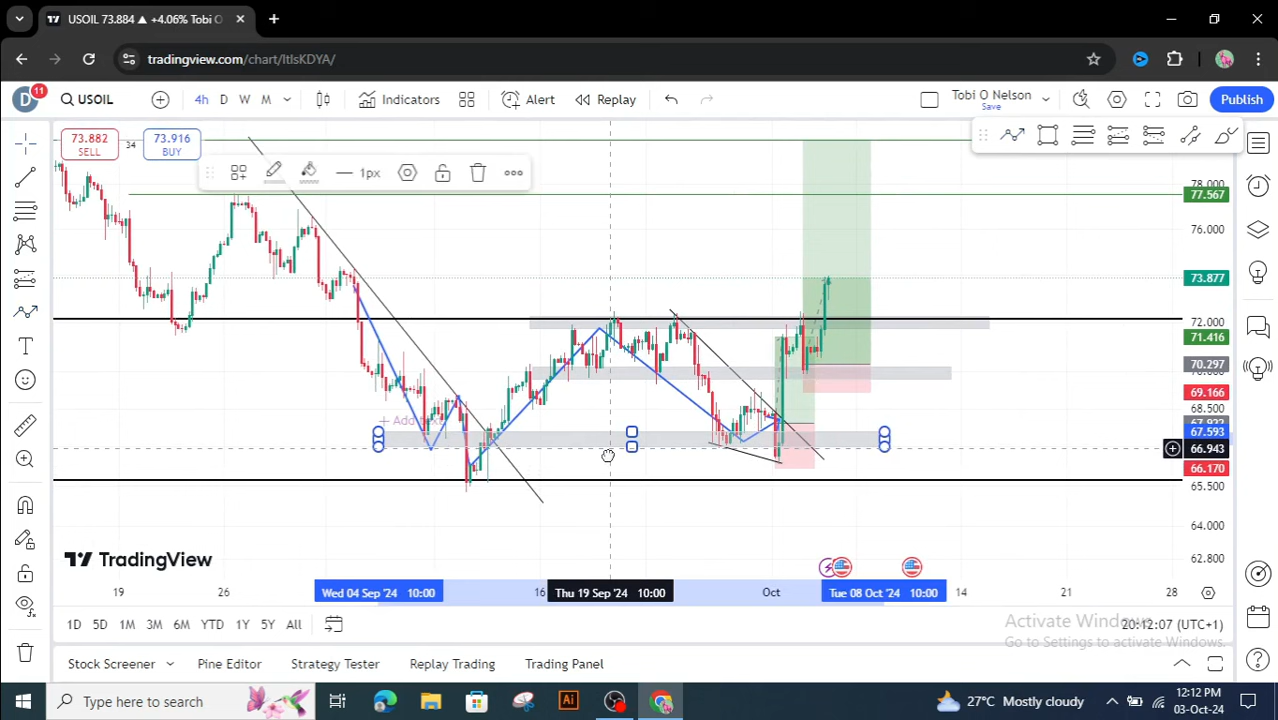 USOIL 73.884 ▲ +4.06% Tobi O
tradingview.com/chart/ltlsKDYA/
D 11 USOIL 4h D W M Indicators Alert Replay Tobi O Nelson Save Publish
73.882 SELL 34 73.916 BUY
1px
78.000
77.567
76.000
73.877
72.000
71.416
70.297
69.166
68.500
67.593
66.943
66.170
65.500
64.000
62.800
+ Add
TradingView
19 26 Wed 04 Sep '24 10:00 16 Thu 19 Sep '24 10:00 Oct Tue 08 Oct '24 10:00 14 21 28
Activate Windows
Go to Settings to activate Windows.
1D 5D 1M 3M 6M YTD 1Y 5Y All 20:12:07 (UTC+1)
Stock Screener Pine Editor Strategy Tester Replay Trading Trading Panel
Type here to search Ai 27°C Mostly cloudy 12:12 PM
03-Oct-24